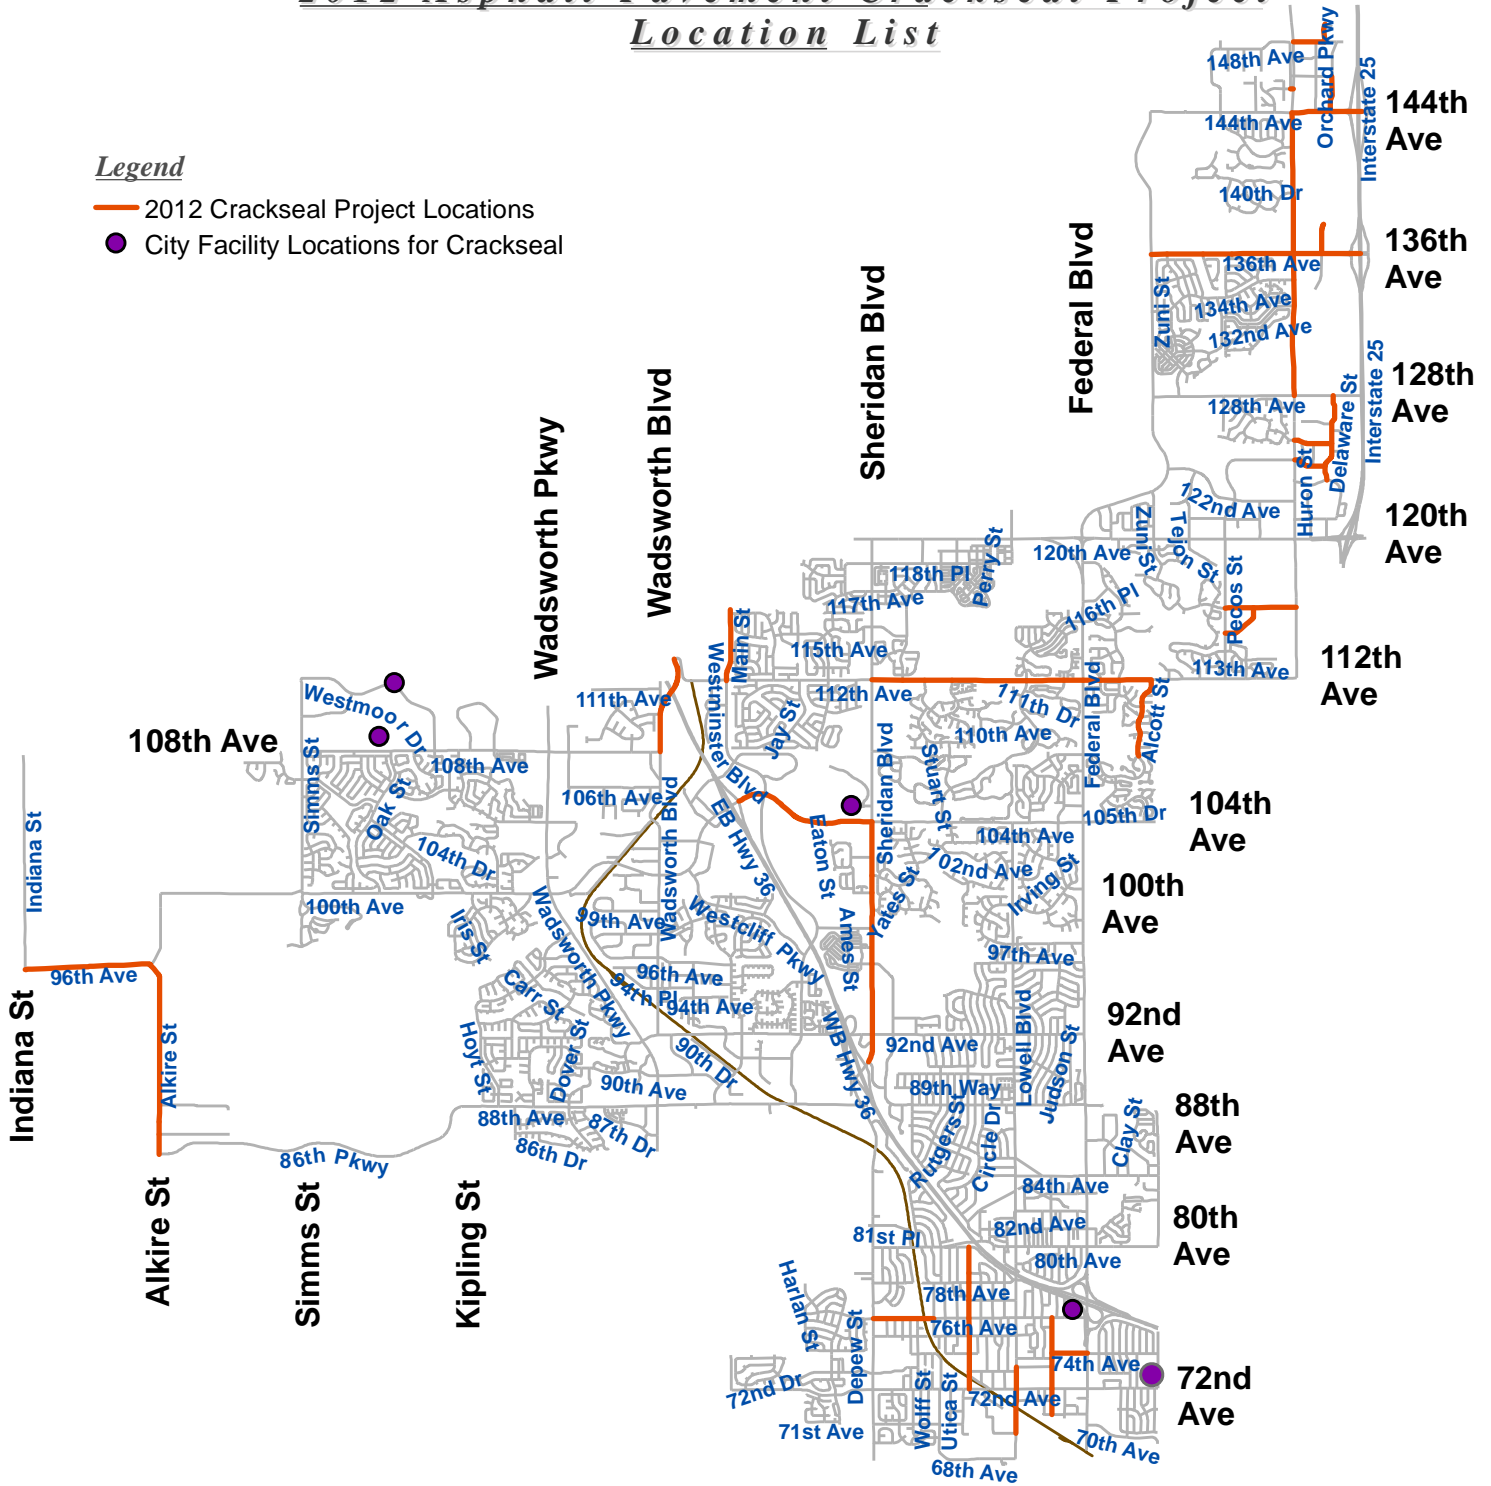 2012 Asphalt Pavement Crackseal Project
Location List
Legend
2012 Crackseal Project Locations
City Facility Locations for Crackseal
148th Ave
Orchard Pkwy
Interstate 25
144th
Ave
144th Ave
140th Dr
136th
Ave
136th Ave
Federal Blvd
Sheridan Blvd
Zuni St
134th Ave
132nd Ave
Interstate 25
128th
Ave
128th Ave
Delaware St
Huron St
Wadsworth Blvd
Wadsworth Pkwy
122nd Ave
120th
Ave
120th Ave
Zuni St
Tejon St
Perry St
118th Pl
117th Ave
116th Pl
Pecos St
Main St
115th Ave
113th Ave
112th
Ave
112th Ave
111th Ave
111th Dr
110th Ave
Westminster Blvd
Jay St
Federal Blvd
Alcott St
Westmoor Dr
108th Ave
108th Ave
Simms St
Oak St
106th Ave
Wadsworth Blvd
EB Hwy 36
Eaton St
Sheridan Blvd
Stuart St
105th Dr
104th
Ave
104th Ave
104th Dr
102nd Ave
Irving St
Indiana St
100th
Ave
100th Ave
99th Ave
Iris St
Wadsworth Pkwy
Westcliff Pkwy
Ames St
Yates St
97th Ave
96th Ave
96th Ave
94th Pl
94th Ave
Carr St
Hoyt St
Dover St
WB Hwy 36
Lowell Blvd
Judson St
92nd
Ave
92nd Ave
90th Dr
90th Ave
89th Way
Indiana St
Alkire St
88th
Ave
88th Ave
87th Dr
86th Dr
86th Pkwy
Rutgers St
Circle Dr
Clay St
84th Ave
82nd Ave
81st Pl
80th
Ave
80th Ave
Alkire St
Simms St
Kipling St
Harlan St
78th Ave
76th Ave
74th Ave
Depew St
72nd Dr
72nd Ave
72nd
Ave
Wolff St
Utica St
71st Ave
70th Ave
68th Ave